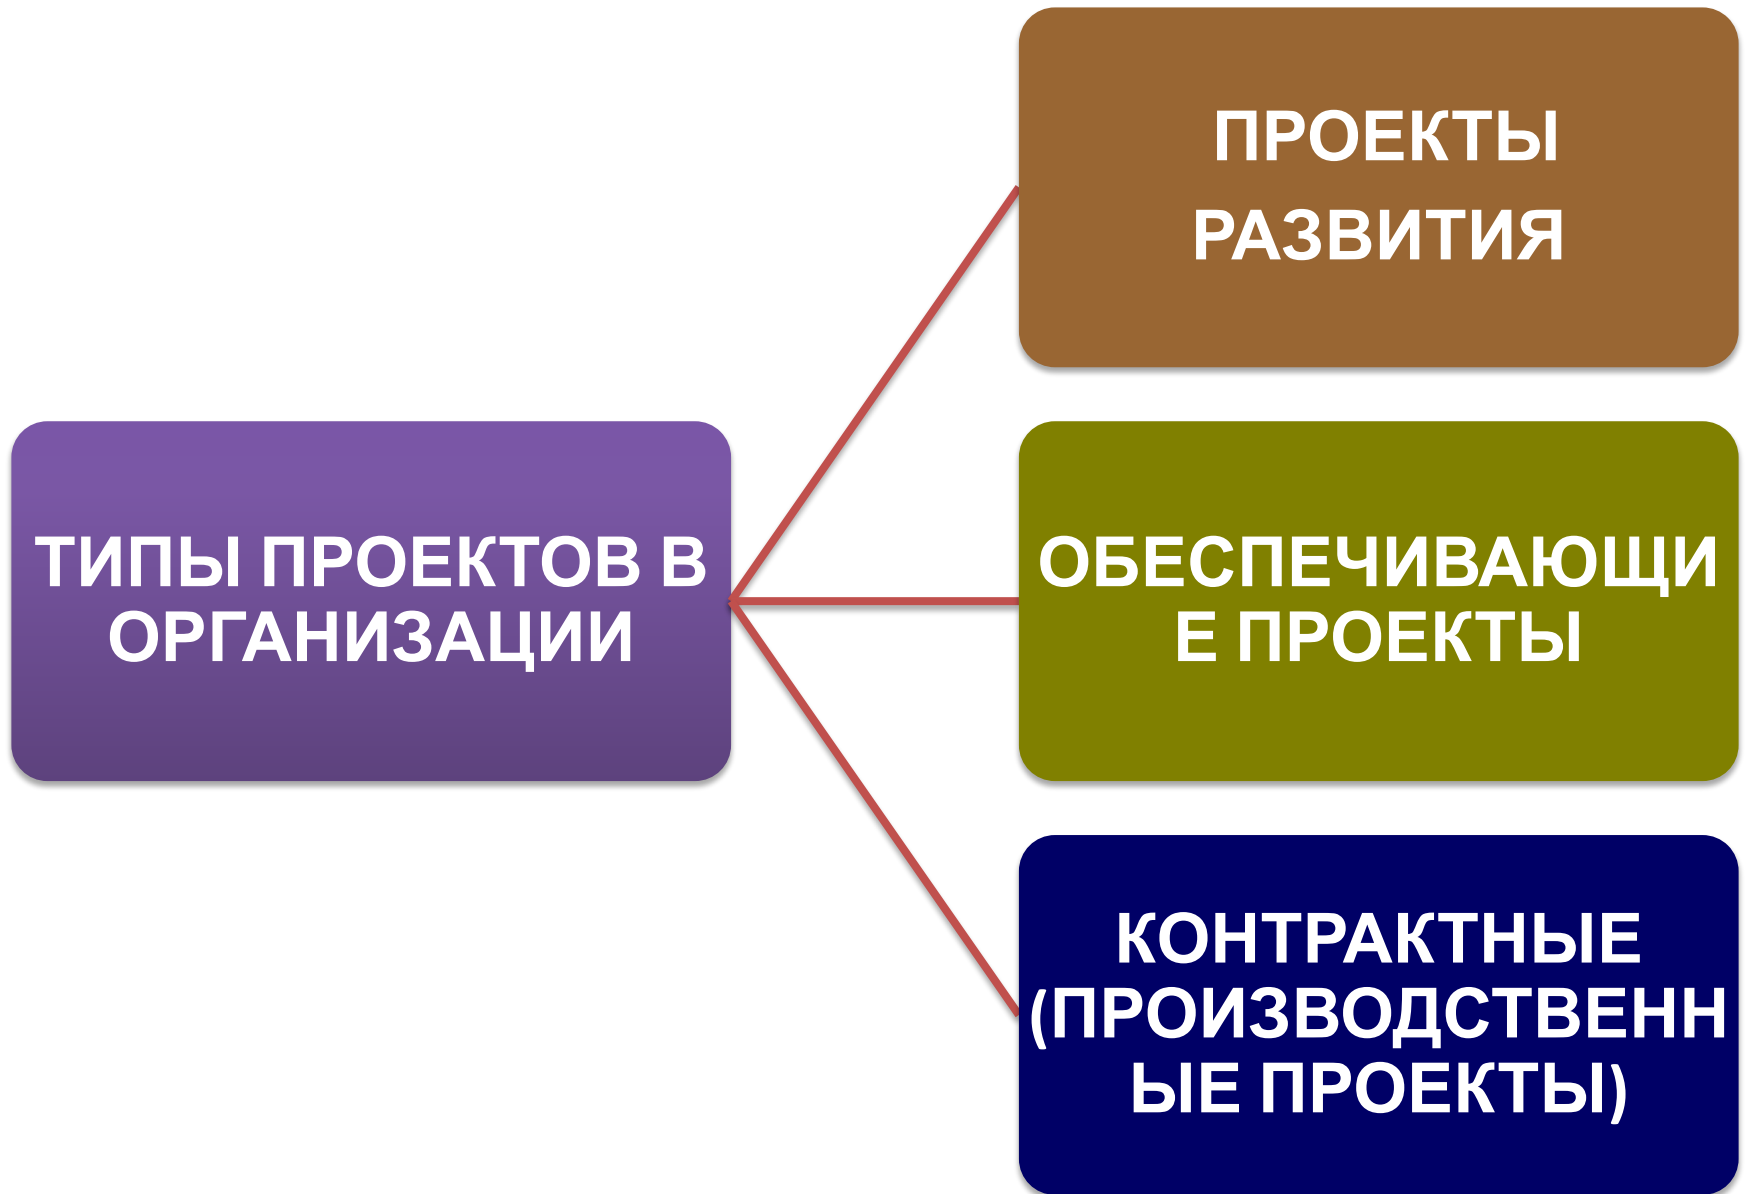 ТИПЫ ПРОЕКТОВ В
ОРГАНИЗАЦИИ
ПРОЕКТЫ
РАЗВИТИЯ
ОБЕСПЕЧИВАЮЩИ
Е ПРОЕКТЫ
КОНТРАКТНЫЕ
(ПРОИЗВОДСТВЕНН
ЫЕ ПРОЕКТЫ)